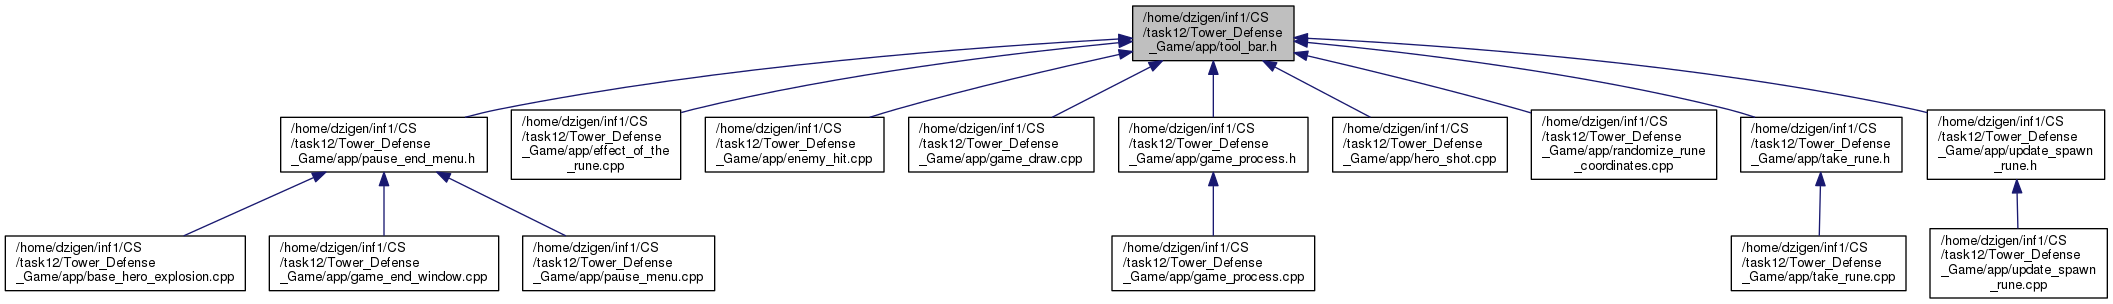 /home/dzigen/inf1/CS
/task12/Tower_Defense
_Game/app/tool_bar.h
/home/dzigen/inf1/CS
/task12/Tower_Defense
_Game/app/pause_end_menu.h
/home/dzigen/inf1/CS
/task12/Tower_Defense
_Game/app/effect_of_the
_rune.cpp
/home/dzigen/inf1/CS
/task12/Tower_Defense
_Game/app/enemy_hit.cpp
/home/dzigen/inf1/CS
/task12/Tower_Defense
_Game/app/game_draw.cpp
/home/dzigen/inf1/CS
/task12/Tower_Defense
_Game/app/game_process.h
/home/dzigen/inf1/CS
/task12/Tower_Defense
_Game/app/hero_shot.cpp
/home/dzigen/inf1/CS
/task12/Tower_Defense
_Game/app/randomize_rune
_coordinates.cpp
/home/dzigen/inf1/CS
/task12/Tower_Defense
_Game/app/take_rune.h
/home/dzigen/inf1/CS
/task12/Tower_Defense
_Game/app/update_spawn
_rune.h
/home/dzigen/inf1/CS
/task12/Tower_Defense
_Game/app/base_hero_explosion.cpp
/home/dzigen/inf1/CS
/task12/Tower_Defense
_Game/app/game_end_window.cpp
/home/dzigen/inf1/CS
/task12/Tower_Defense
_Game/app/pause_menu.cpp
/home/dzigen/inf1/CS
/task12/Tower_Defense
_Game/app/game_process.cpp
/home/dzigen/inf1/CS
/task12/Tower_Defense
_Game/app/take_rune.cpp
/home/dzigen/inf1/CS
/task12/Tower_Defense
_Game/app/update_spawn
_rune.cpp